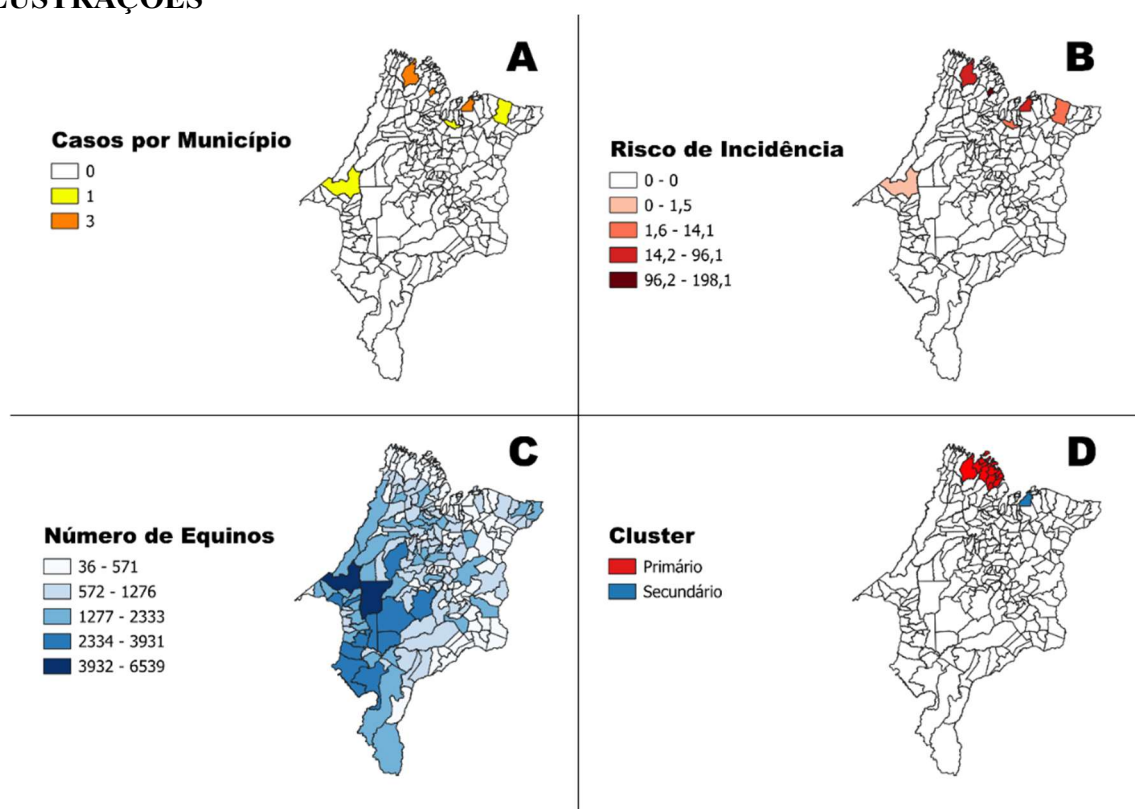 LUSTRAÇÕES
A
Casos por Município
0
1
3
B
Risco de Incidência
0 - 0
0 - 1,5
1,6 - 14,1
14,2 - 96,1
96,2 - 198,1
C
Número de Equinos
36 - 571
572 - 1276
1277 - 2333
2334 - 3931
3932 - 6539
D
Cluster
Primário
Secundário